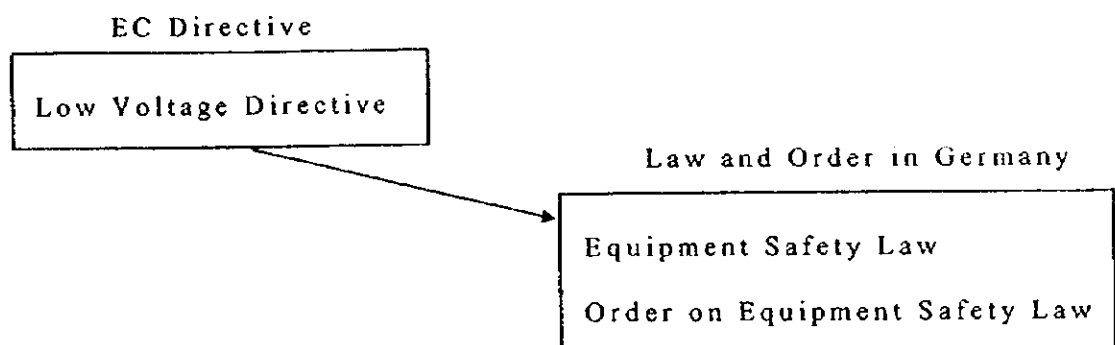 EC Directive
Low Voltage Directive
Law and Order in Germany
Equipment Safety Law
Order on Equipment Safety Law